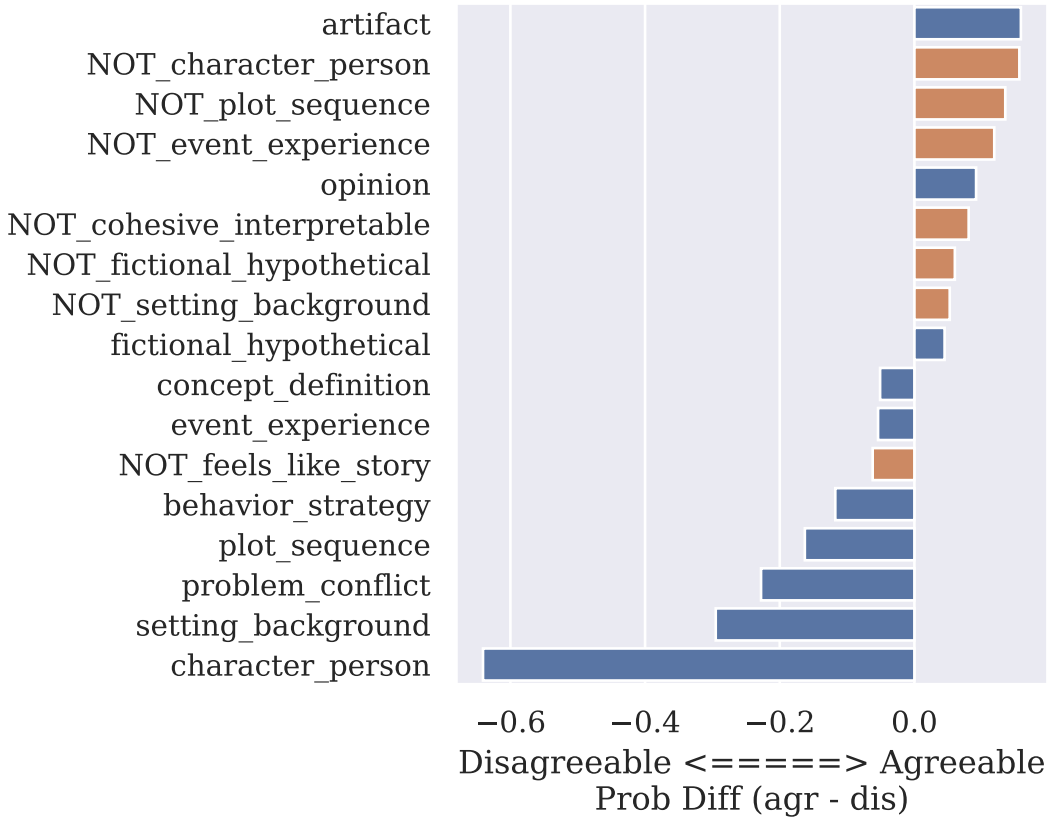 artifact
NOT_character_person
NOT_plot_sequence
NOT_event_experience
opinion
NOT_cohesive_interpretable
NOT_fictional_hypothetical
NOT_setting_background
fictional_hypothetical
concept_definition
event_experience
NOT_feels_like_story
behavior_strategy
plot_sequence
problem_conflict
setting_background
character_person
−0.6 −0.4 −0.2 0.0
Disagreeable <=====> Agreeable
Prob Diff (agr - dis)